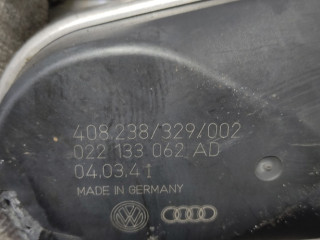 408.238/329/002
022 133 062 AD
04.03.41
MADE IN GERMANY